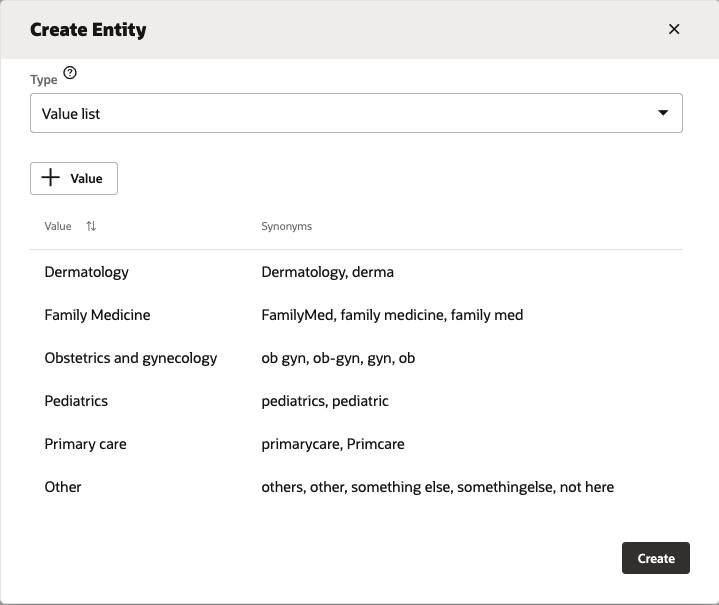 Create Entity
Type
Value list
Value
Value Synonyms
Dermatology Dermatology, derma
Family Medicine FamilyMed, family medicine, family med
Obstetrics and gynecology ob gyn, ob-gyn, gyn, ob
Pediatrics pediatrics, pediatric
Primary care primarycare, Primcare
Other others, other, something else, somethingelse, not here
Create